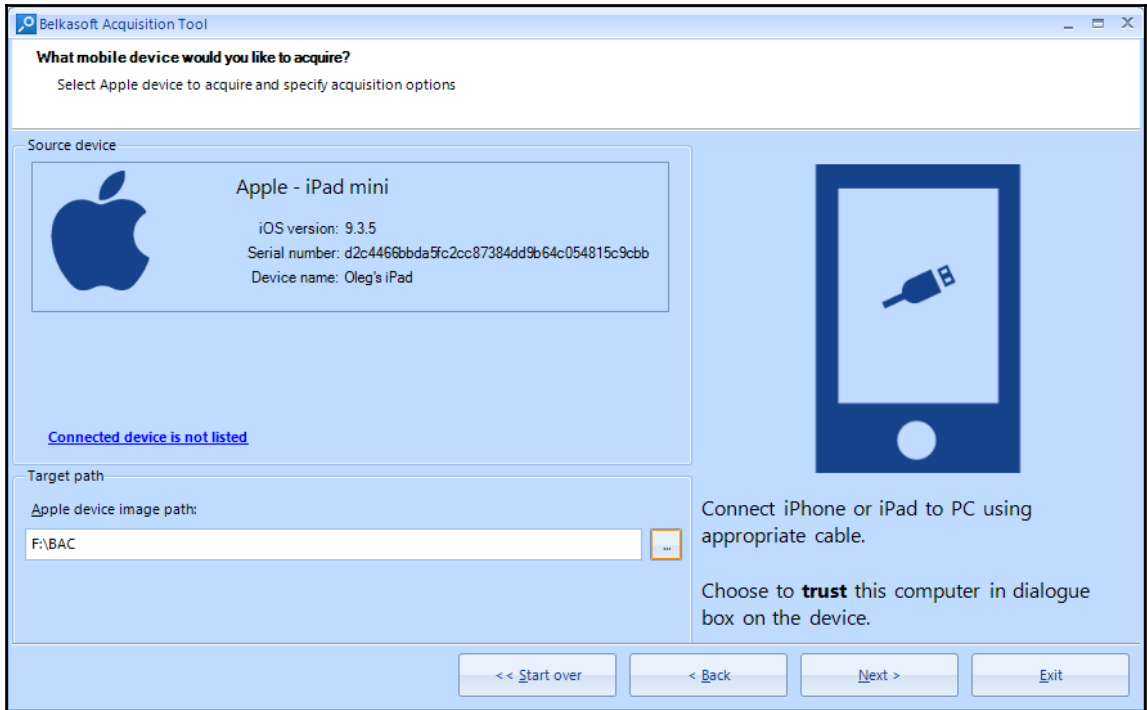 Belkasoft Acquisition Tool
What mobile device would you like to acquire?
Select Apple device to acquire and specify acquisition options
Source device
Apple - iPad mini
iOS version: 9.3.5
Serial number: d2c4466bbda5fc2cc87384dd9b64c054815c9cbb
Device name: Oleg's iPad
Connected device is not listed
Target path
Apple device image path:
F:\BAC
...
Connect iPhone or iPad to PC using
appropriate cable.
Choose to trust this computer in dialogue
box on the device.
<< Start over
< Back
Next >
Exit